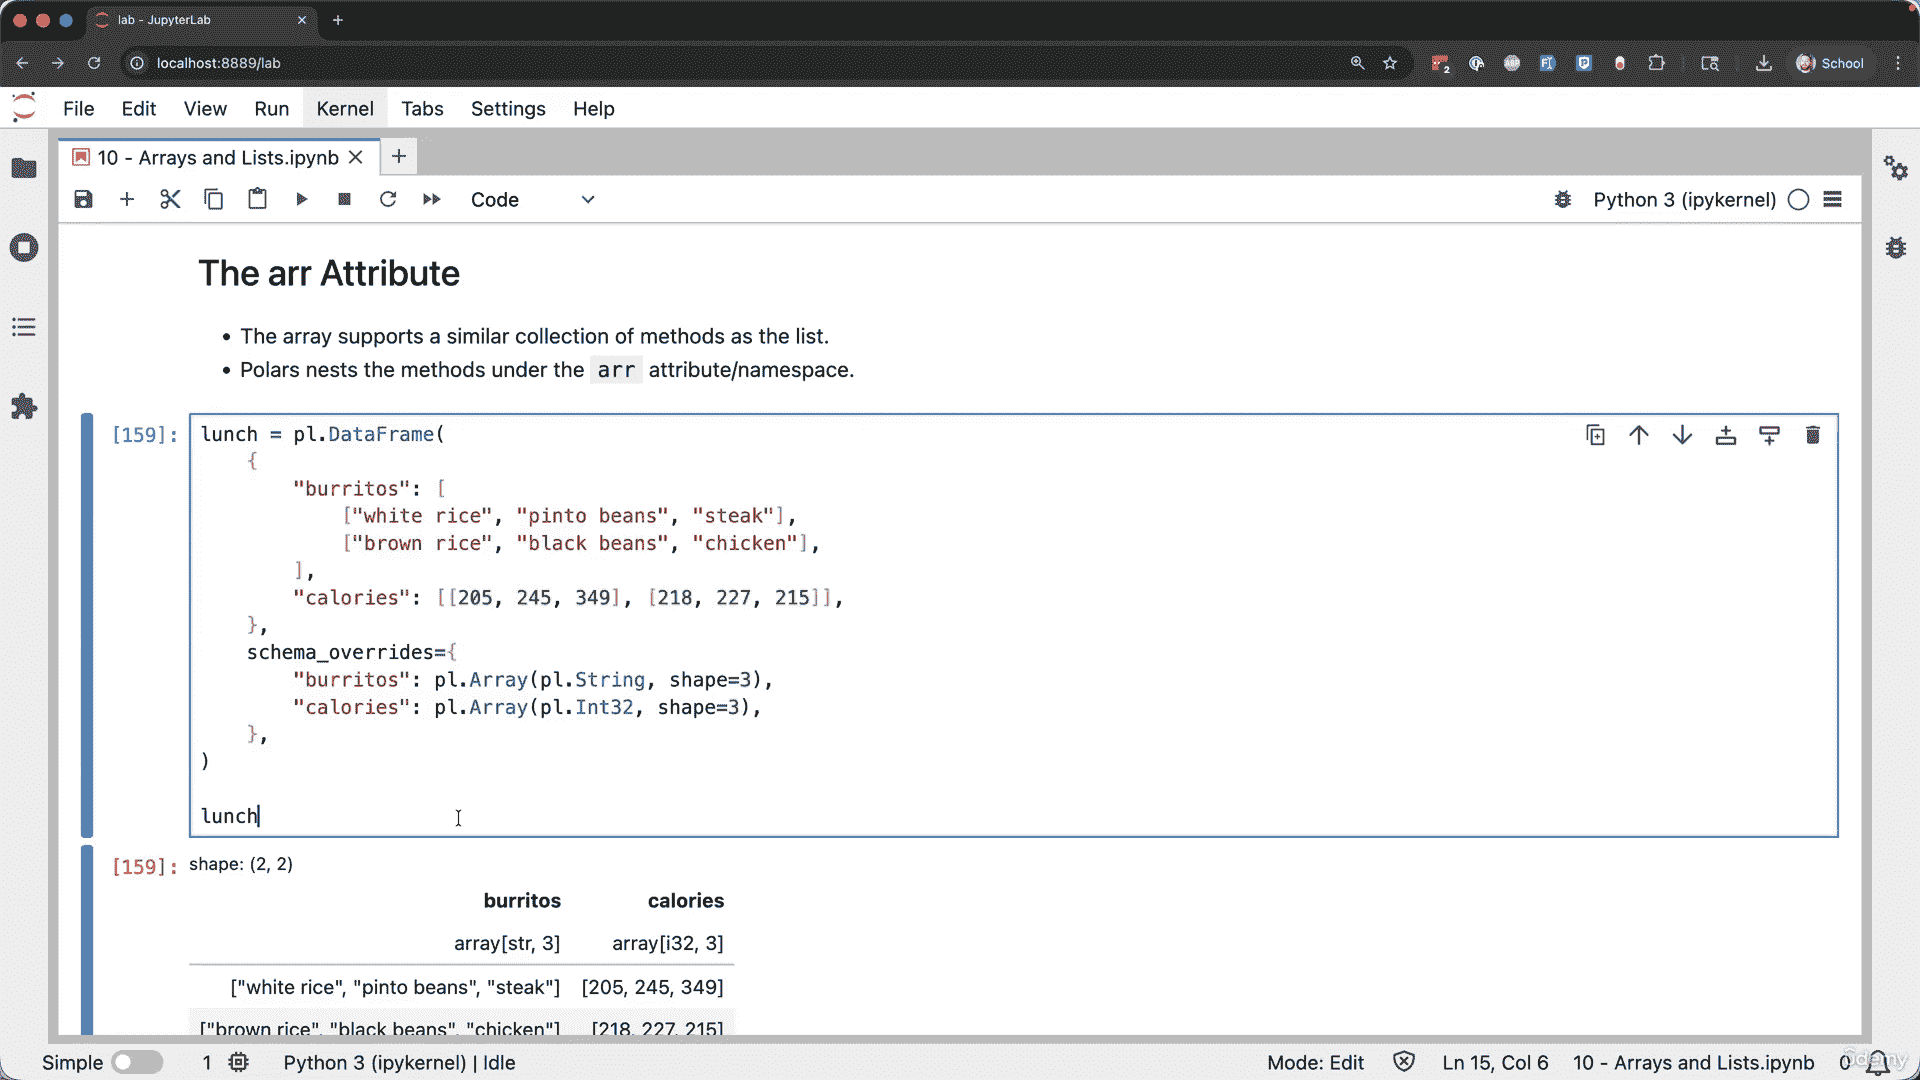 lab - JupyterLab
localhost:8889/lab
2
ABP
School
File Edit View Run Kernel Tabs Settings Help
10 - Arrays and Lists.ipynb
Code
Python 3 (ipykernel)
The arr Attribute
• The array supports a similar collection of methods as the list.
• Polars nests the methods under the arr attribute/namespace.
[159]: lunch = pl.DataFrame(
    {
        "burritos": [
            ["white rice", "pinto beans", "steak"],
            ["brown rice", "black beans", "chicken"],
        ],
        "calories": [[205, 245, 349], [218, 227, 215]],
    },
    schema_overrides={
        "burritos": pl.Array(pl.String, shape=3),
        "calories": pl.Array(pl.Int32, shape=3),
    },
)
lunch
[159]: shape: (2, 2)
burritos calories
array[str, 3] array[i32, 3]
["white rice", "pinto beans", "steak"] [205, 245, 349]
["brown rice", "black beans", "chicken"] [218, 227, 215]
Simple 1 Python 3 (ipykernel) | Idle Mode: Edit Ln 15, Col 6 10 - Arrays and Lists.ipynb 0
udemy